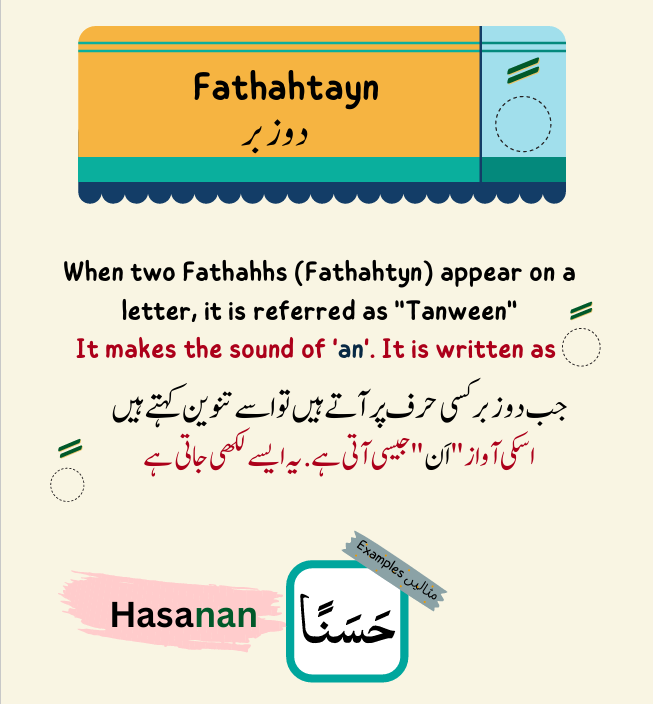 Fathahtayn
دو زبر
When two Fathahhs (Fathahtyn) appear on a
letter, it is referred as "Tanween"
It makes the sound of 'an'. It is written as
جب دو زبر کسی حرف پر آتے ہیں تو اسے تنوین کہتے ہیں
اسکی آواز "اَن" جیسی آتی ہے. یہ ایسے لکھی جاتی ہے
Examples مثالیں
Hasanan
حَسَنًا